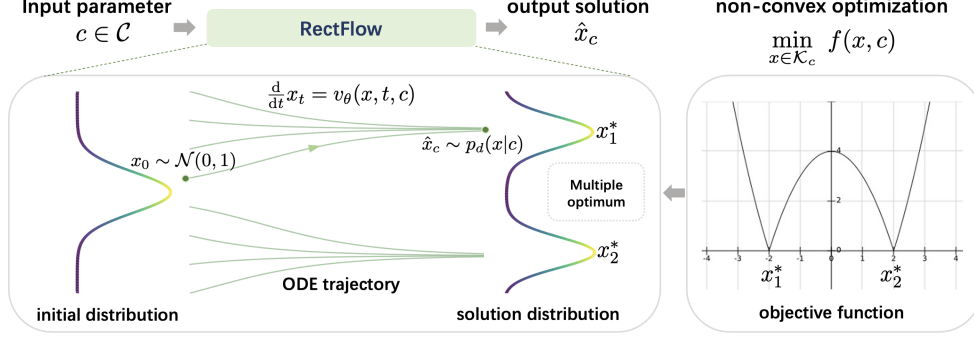 Input parameter
c ∈ 𝒞
RectFlow
output solution
x̂_c
non-convex optimization
min_{x∈𝒦_c} f(x, c)
d/dt x_t = v_θ(x, t, c)
x_0 ∼ 𝒩(0, 1)
x̂_c ∼ p_d(x|c)
x_1^*
Multiple
optimum
x_2^*
ODE trajectory
initial distribution
solution distribution
4
2
0
-4 -3 -2 -1 0 1 2 3 4
x_1^* x_2^*
objective function